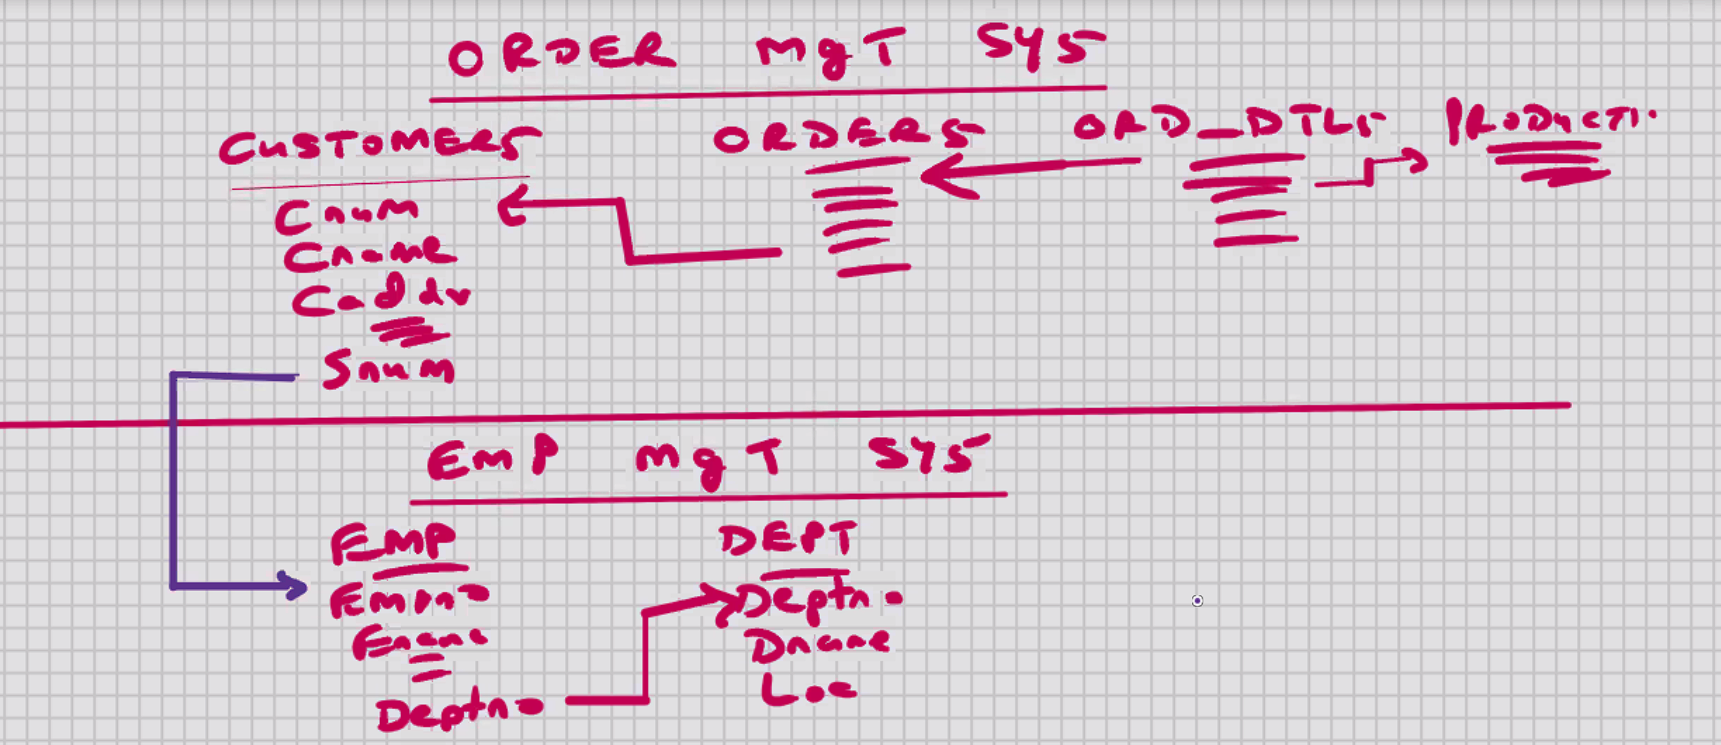 ORDER MgT SYS
CUSTOMERS ORDERS ORD_DTLS PRODUCTS
Cnum
Cname
Caddr
Snum
Emp MgT SYS
EMP DEPT
Empno Deptno
Ename Dname
Loc
Deptno